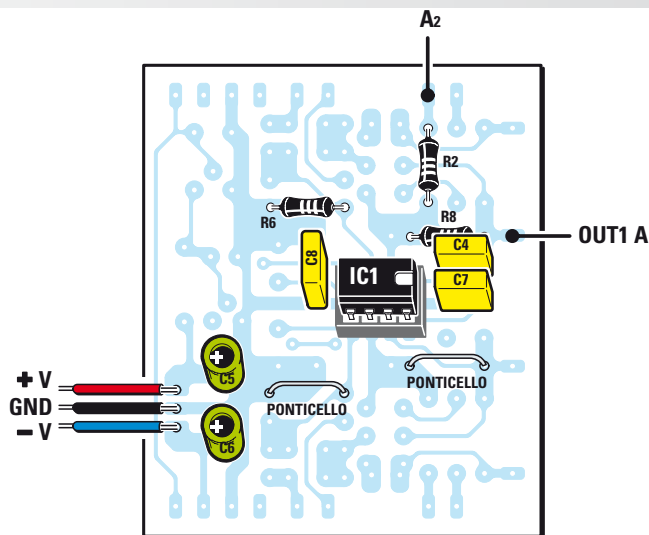 A2
R2
R6
R8
OUT1 A
C4
C8
IC1
C7
+ V
C5
PONTICELLO
GND
PONTICELLO
– V
C6